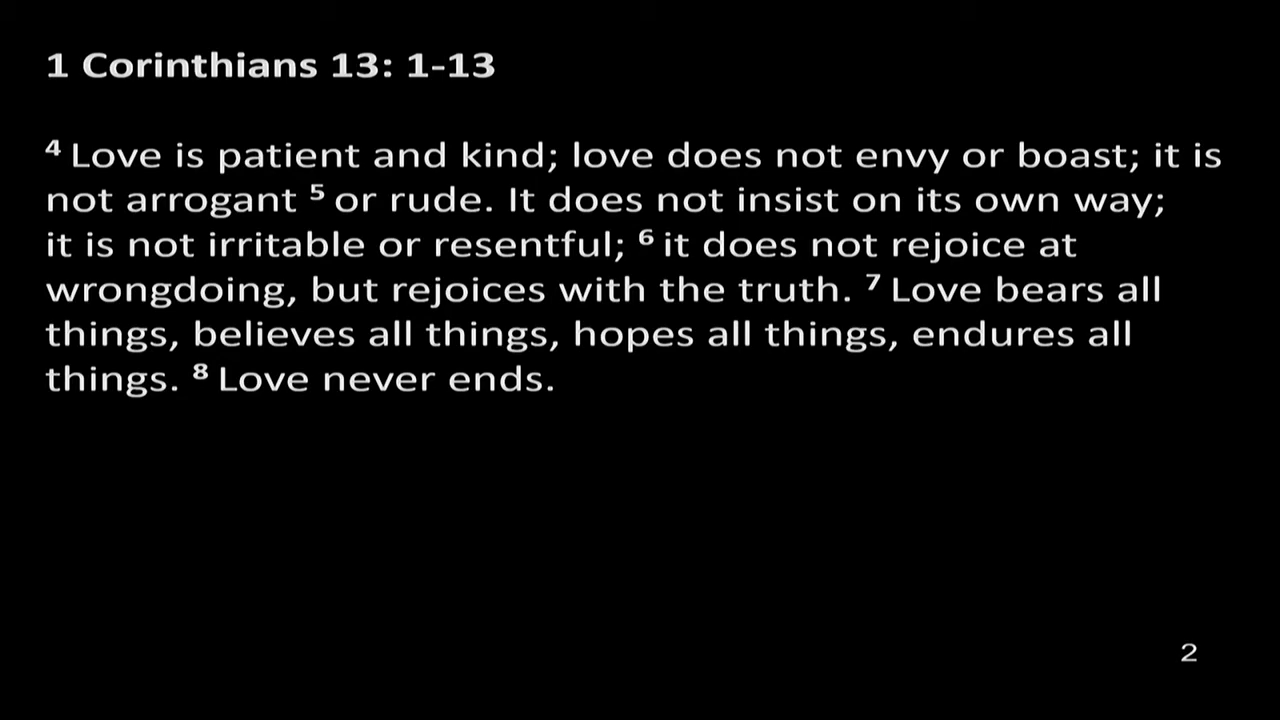 1 Corinthians 13: 1-13
⁴ Love is patient and kind; love does not envy or boast; it is
not arrogant ⁵ or rude. It does not insist on its own way;
it is not irritable or resentful; ⁶ it does not rejoice at
wrongdoing, but rejoices with the truth. ⁷ Love bears all
things, believes all things, hopes all things, endures all
things. ⁸ Love never ends.
2